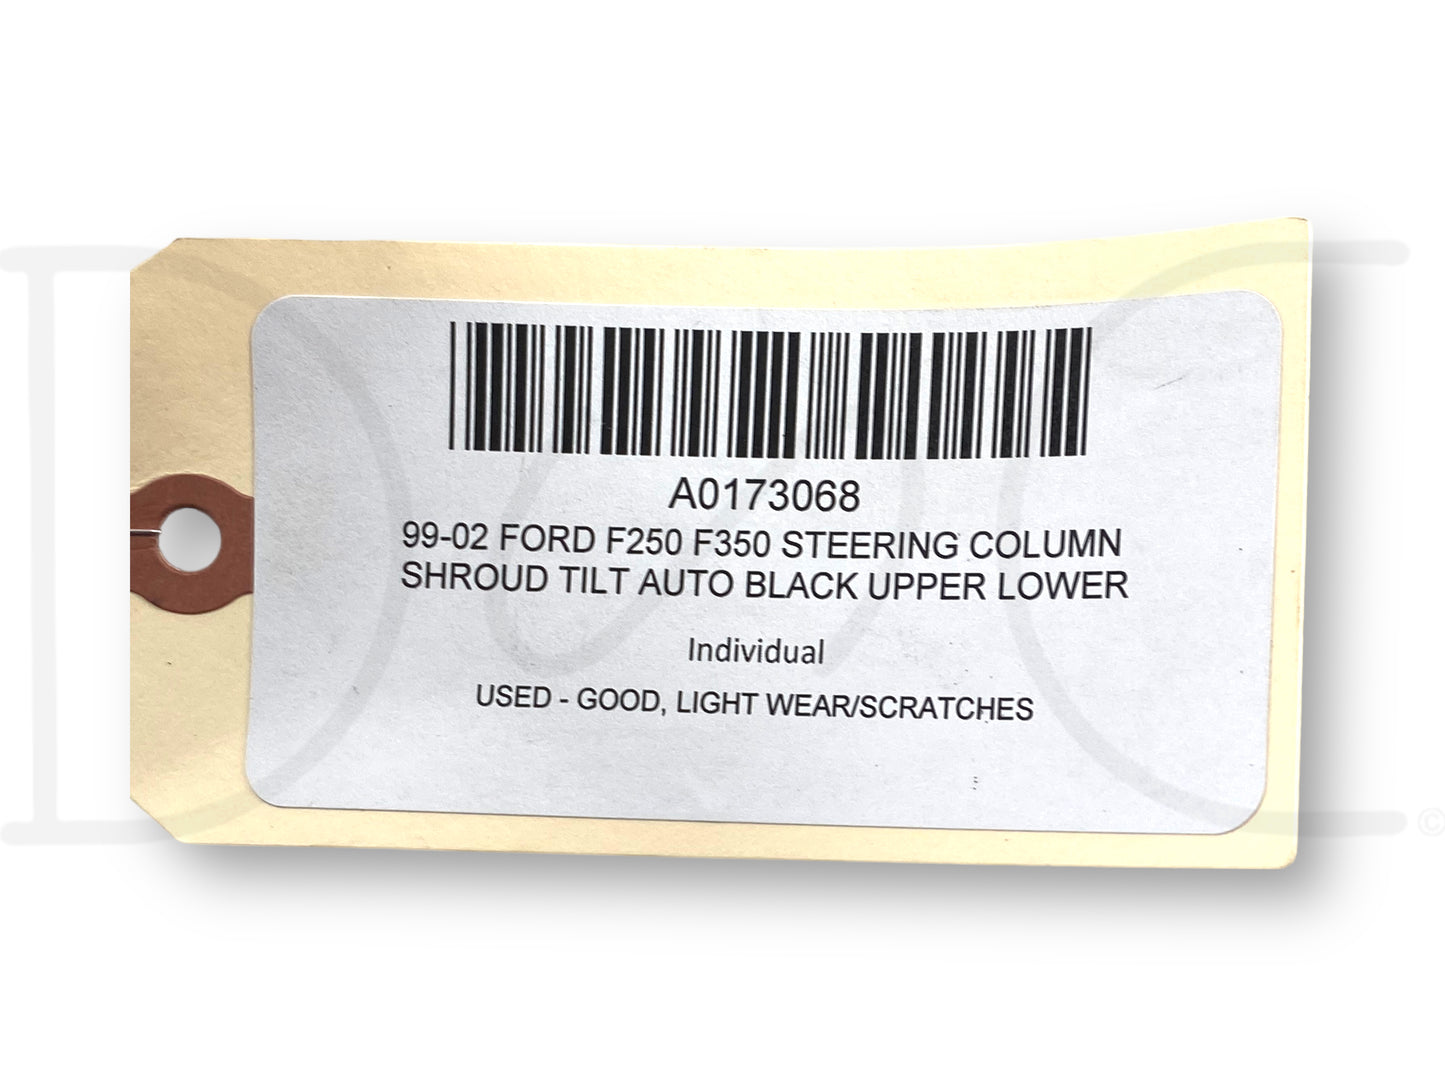 A0173068
99-02 FORD F250 F350 STEERING COLUMN
SHROUD TILT AUTO BLACK UPPER LOWER
Individual
USED - GOOD, LIGHT WEAR/SCRATCHES
©